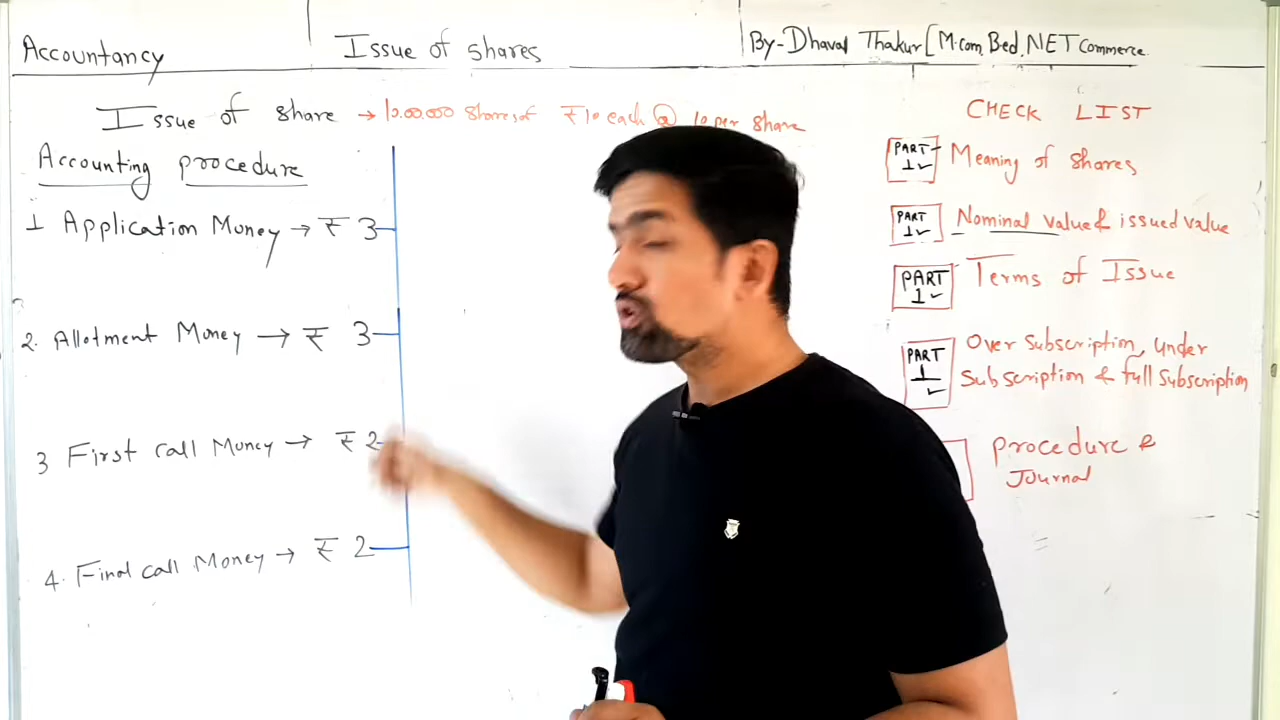 Accountancy
Issue of shares
By-Dhaval Thakur [M.com, Bed, NET Commerce
Issue of share → 10,00,000 Shares of ₹10 each @ 10 per share
Accounting procedure
1 Application Money → ₹ 3
2. Allotment Money → ₹ 3
3 First call Money → ₹ 2
4. Final call Money → ₹ 2
CHECK LIST
PART 1 ✓ Meaning of shares
PART 1 ✓ Nominal value & issued value
PART 1 ✓ Terms of Issue
PART 1 ✓ Over Subscription, under
Subscription & full Subscription
procedure &
Journal